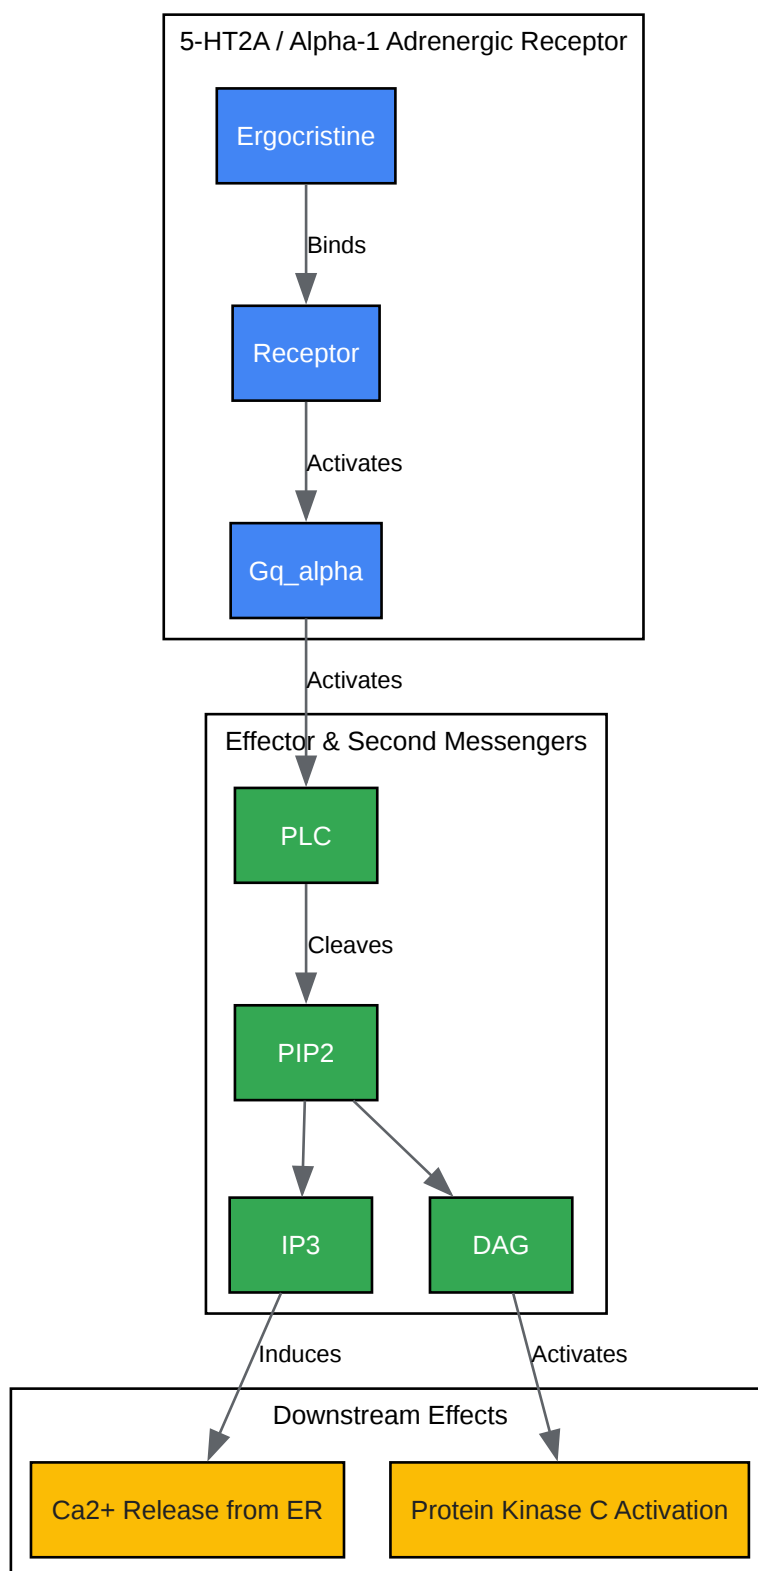 5-HT2A / Alpha-1 Adrenergic Receptor
Ergocristine
Binds
Receptor
Activates
Gq_alpha
Activates
Effector & Second Messengers
PLC
Cleaves
PIP2
IP3
DAG
Induces
Activates
Downstream Effects
Ca2+ Release from ER
Protein Kinase C Activation